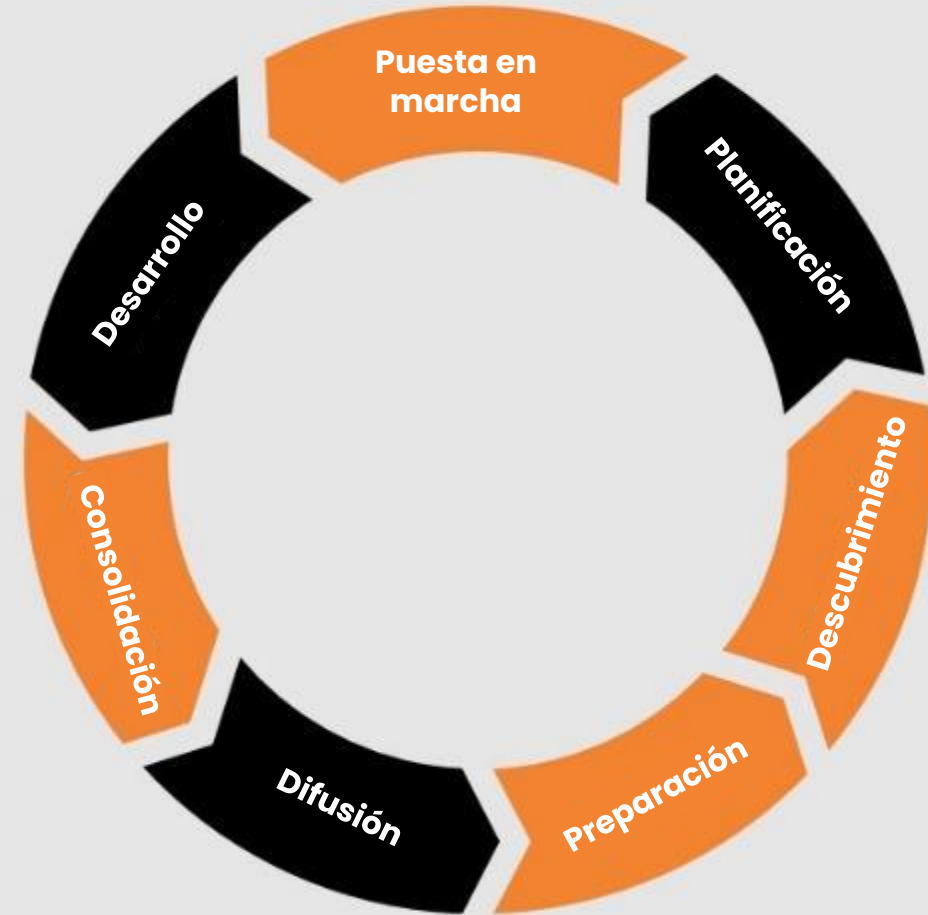 Puesta en
marcha
Planificación
Descubrimiento
Preparación
Difusión
Consolidación
Desarrollo